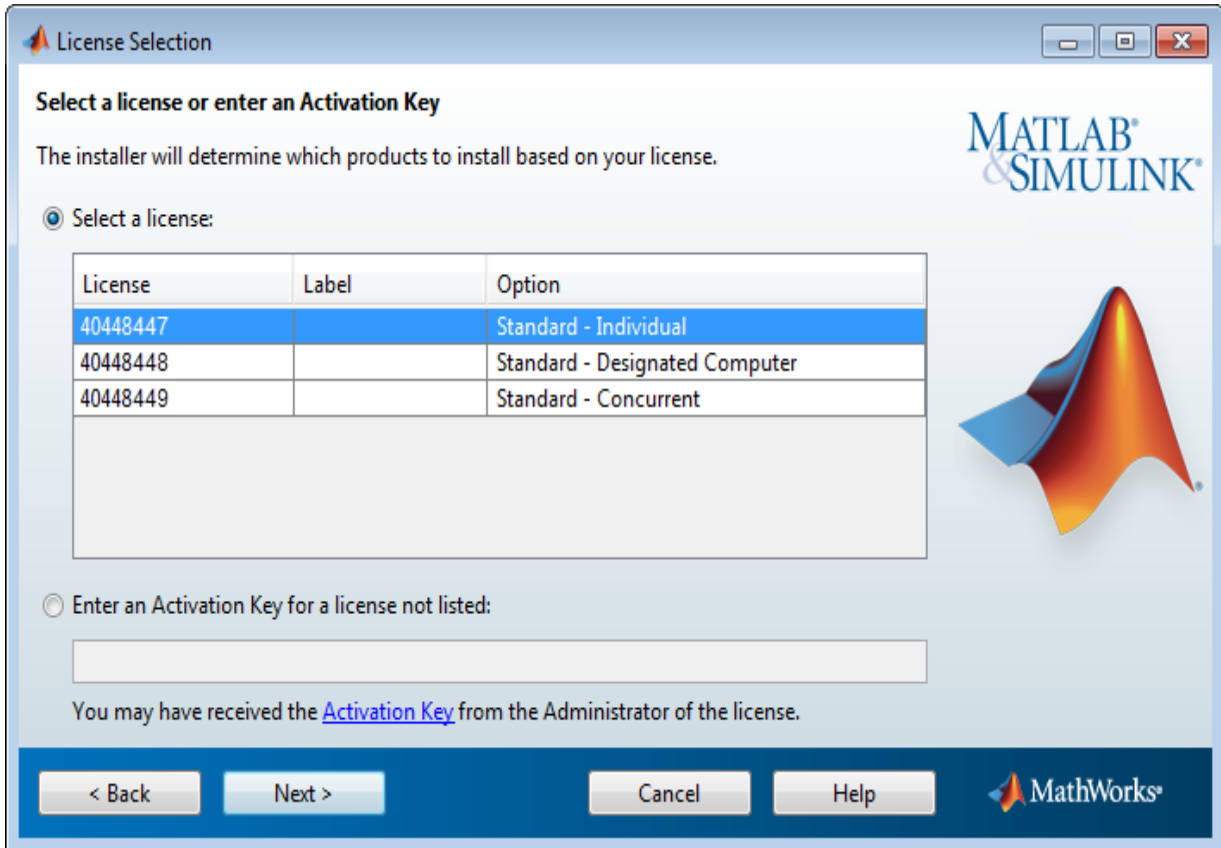 License Selection
Select a license or enter an Activation Key
The installer will determine which products to install based on your license.
MATLAB®
&SIMULINK®
Select a license:
License Label Option
40448447 Standard - Individual
40448448 Standard - Designated Computer
40448449 Standard - Concurrent
Enter an Activation Key for a license not listed:
You may have received the Activation Key from the Administrator of the license.
< Back Next > Cancel Help MathWorks®